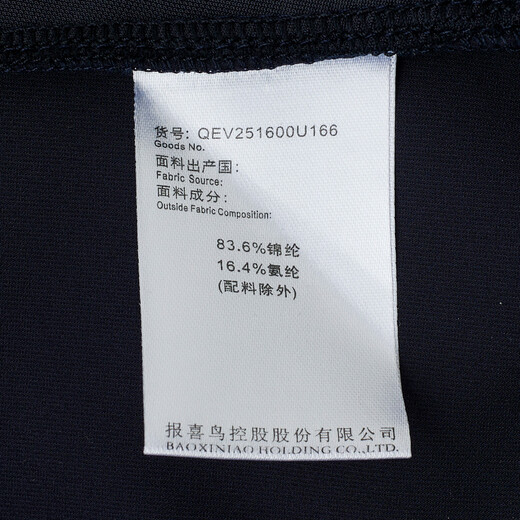 货号: QEV251600U166
Goods No.
面料出产国:
Fabric Source:
面料成分:
Outside Fabric Composition:
83.6%锦纶
16.4%氨纶
(配料除外)
报喜鸟控股股份有限公司
BAOXINIAO HOLDING CO.,LTD.